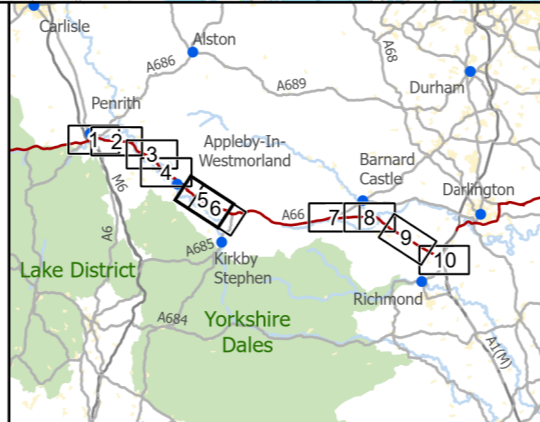 Carlisle
Alston
A68
A686
A689
Durham
Penrith
1 2
Appleby-In-
Westmorland
3
4
Barnard
Castle
M6
5 6
Darlington
A66
7 8
A6
9
A685
10
Lake District
Kirkby
Stephen
Richmond
A684
Yorkshire
Dales
A1(M)